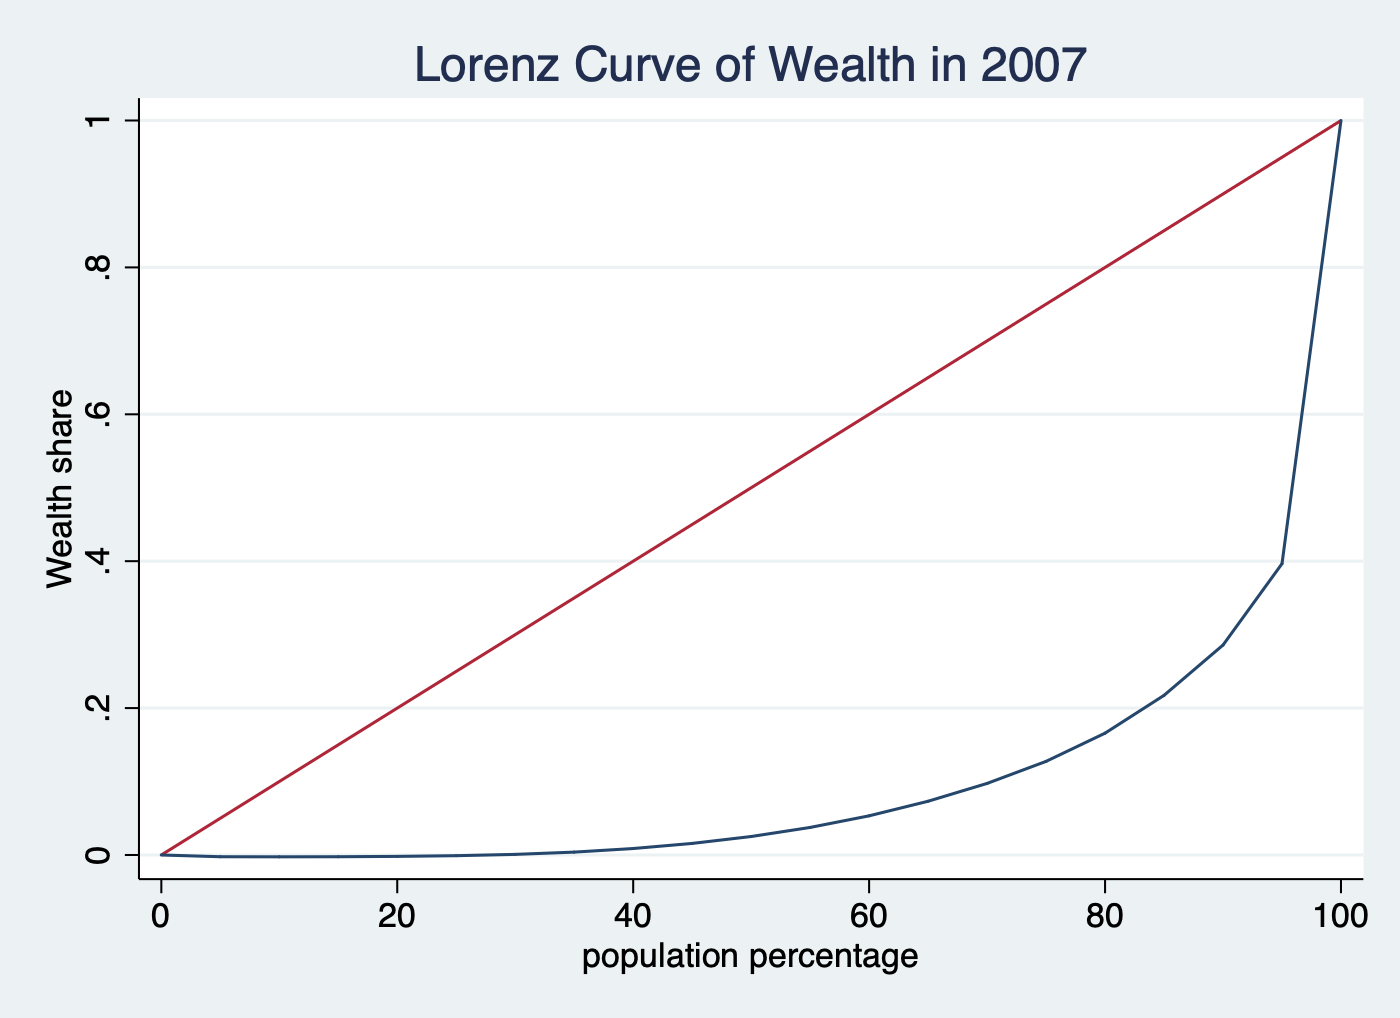 Lorenz Curve of Wealth in 2007
1
.8
.6
.4
.2
0
Wealth share
0 20 40 60 80 100
population percentage